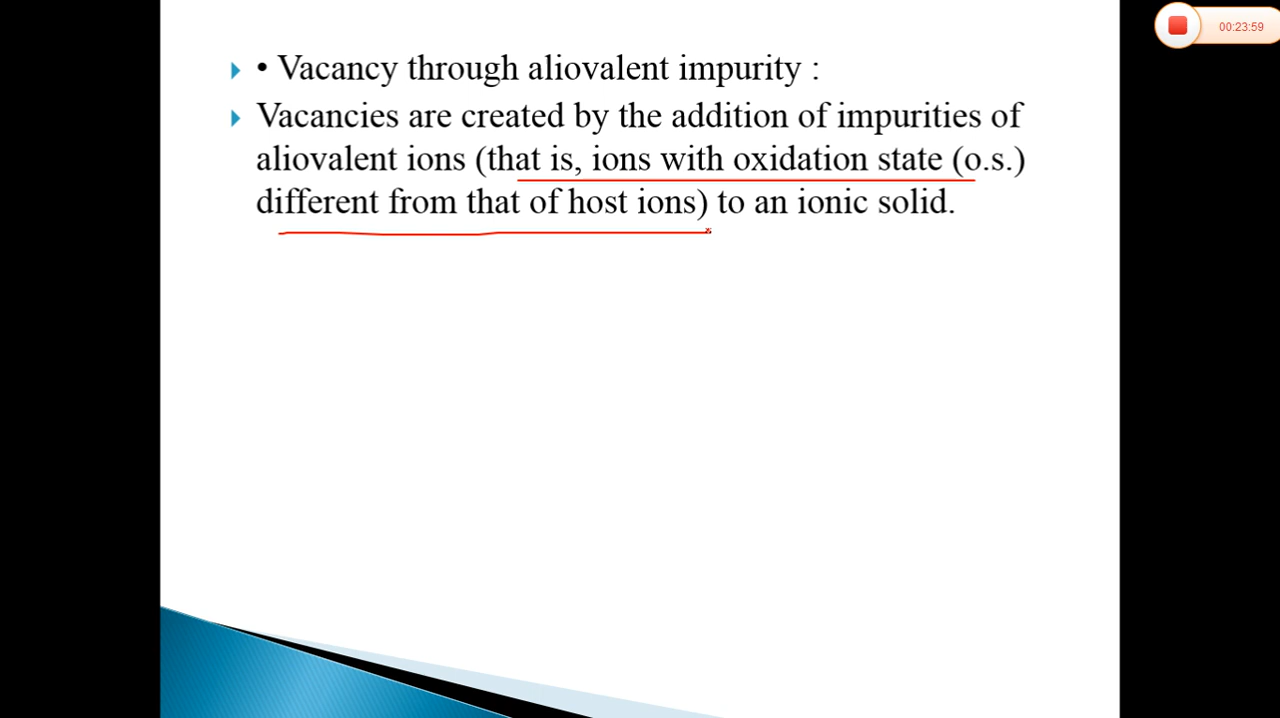 00:23:59
• Vacancy through aliovalent impurity :
Vacancies are created by the addition of impurities of
aliovalent ions (that is, ions with oxidation state (o.s.)
different from that of host ions) to an ionic solid.